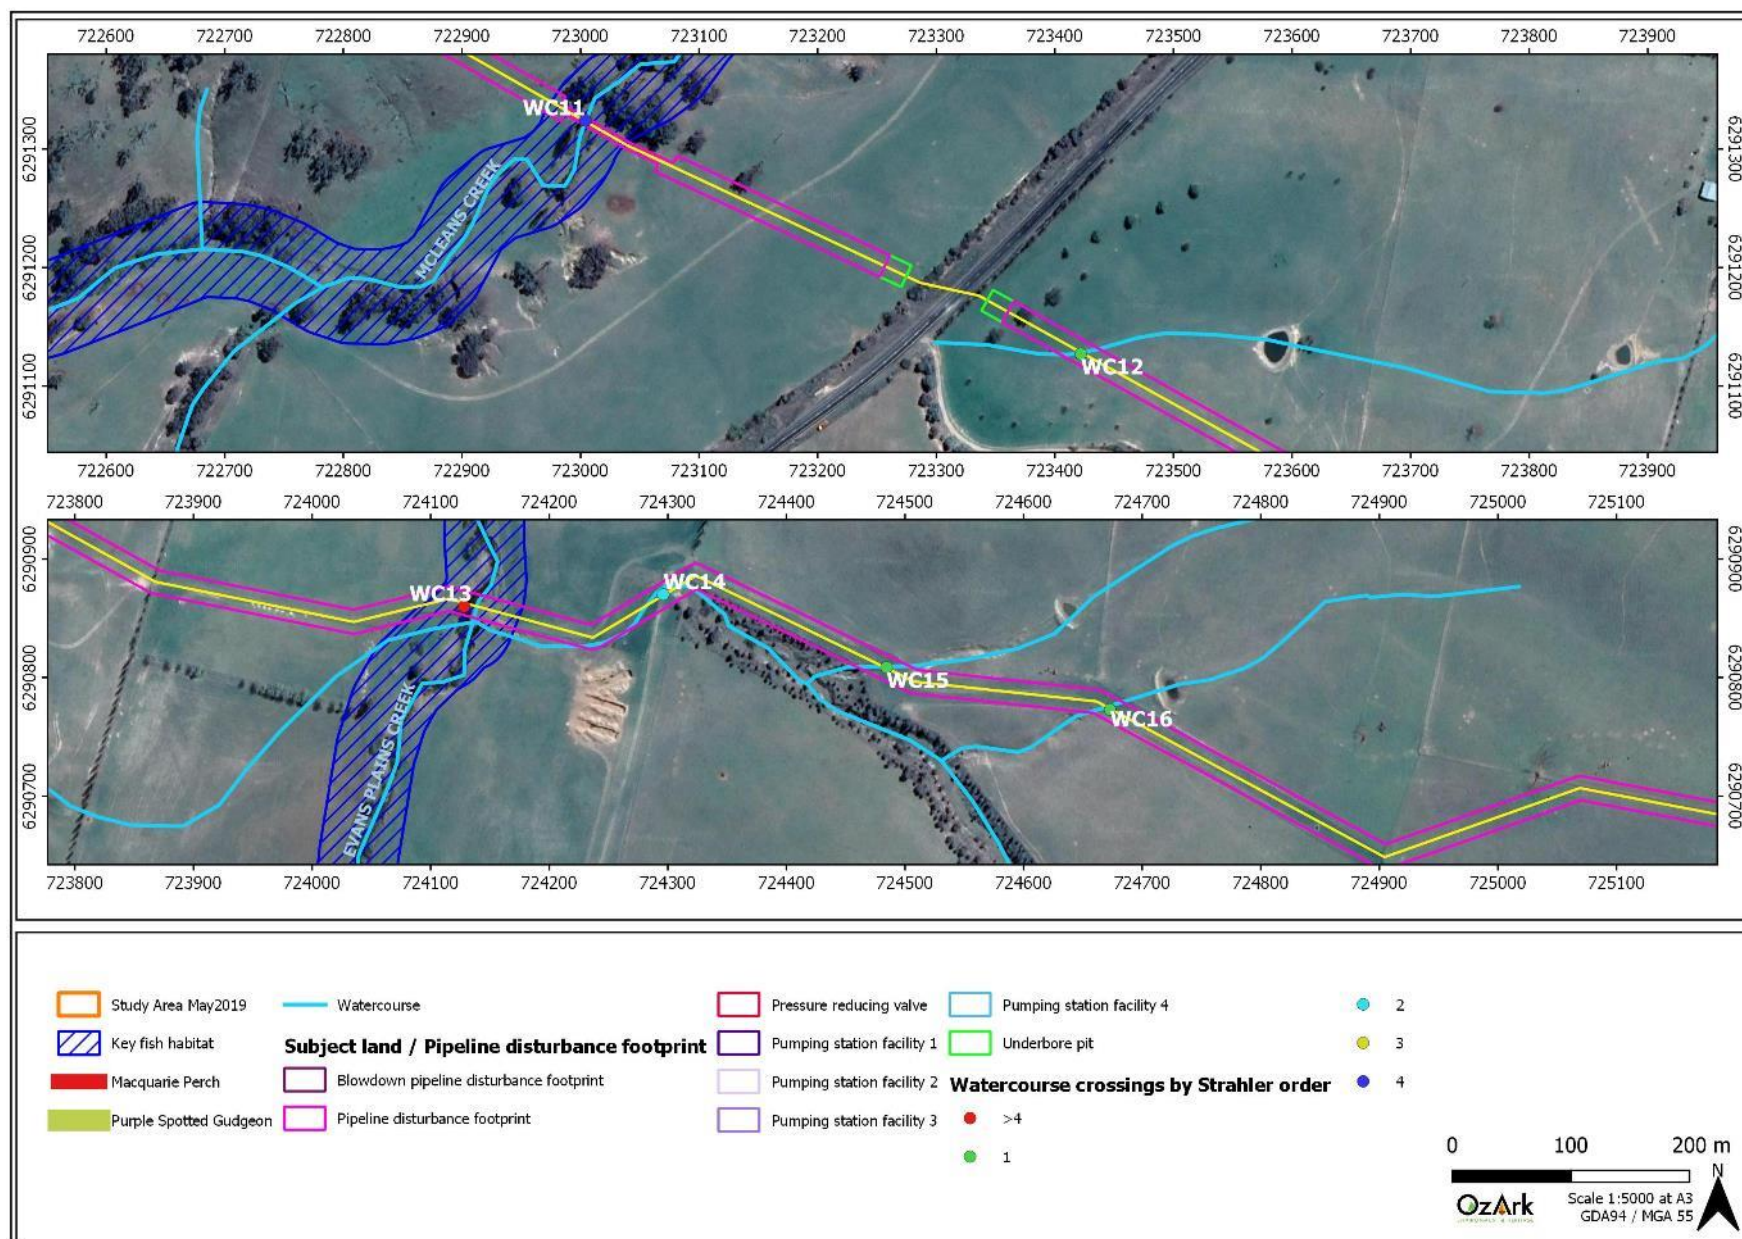 722600 722700 722800 722900 723000 723100 723200 723300 723400 723500 723600 723700 723800 723900
6291300 6291200 6291100
WC11
MCLEANS CREEK
WC12
6291300 6291200 6291100
722600 722700 722800 722900 723000 723100 723200 723300 723400 723500 723600 723700 723800 723900
723800 723900 724000 724100 724200 724300 724400 724500 724600 724700 724800 724900 725000 725100
6290900 6290800 6290700
WC13
WC14
WC15
WC16
EVANS PLAINS CREEK
6290900 6290800 6290700
723800 723900 724000 724100 724200 724300 724400 724500 724600 724700 724800 724900 725000 725100
Study Area May2019
Key fish habitat
Macquarie Perch
Purple Spotted Gudgeon
Watercourse
Subject land / Pipeline disturbance footprint
Blowdown pipeline disturbance footprint
Pipeline disturbance footprint
Pressure reducing valve
Pumping station facility 1
Pumping station facility 2
Pumping station facility 3
Pumping station facility 4
Underbore pit
Watercourse crossings by Strahler order
>4
1
2
3
4
0 100 200 m
N
OzArk
Scale 1:5000 at A3
GDA94 / MGA 55